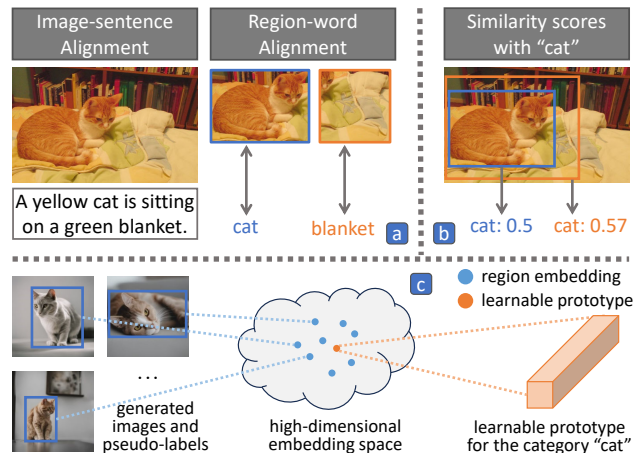 Image-sentence
Alignment
Region-word
Alignment
Similarity scores
with “cat”
A yellow cat is sitting
on a green blanket.
cat
blanket
a
b
cat: 0.5
cat: 0.57
c
region embedding
learnable prototype
...
generated
images and
pseudo-labels
high-dimensional
embedding space
learnable prototype
for the category “cat”